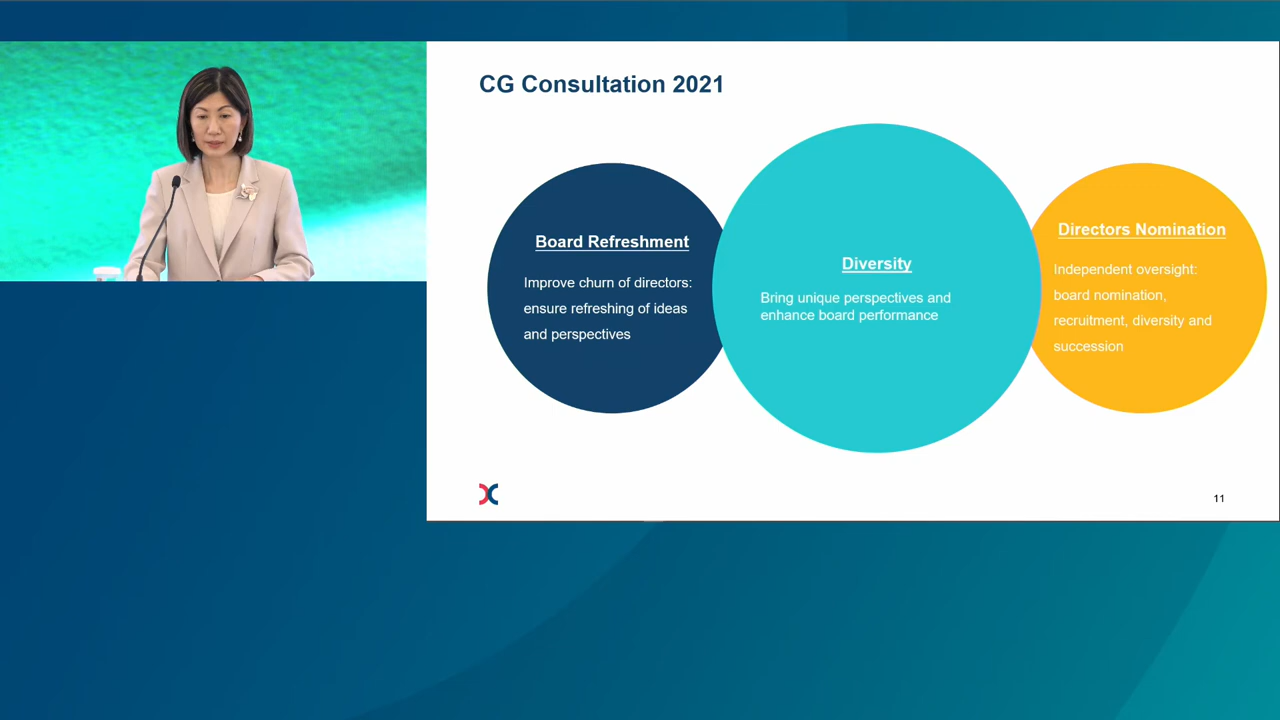 CG Consultation 2021
Board Refreshment
Improve churn of directors:
ensure refreshing of ideas
and perspectives
Diversity
Bring unique perspectives and
enhance board performance
Directors Nomination
Independent oversight:
board nomination,
recruitment, diversity and
succession
11